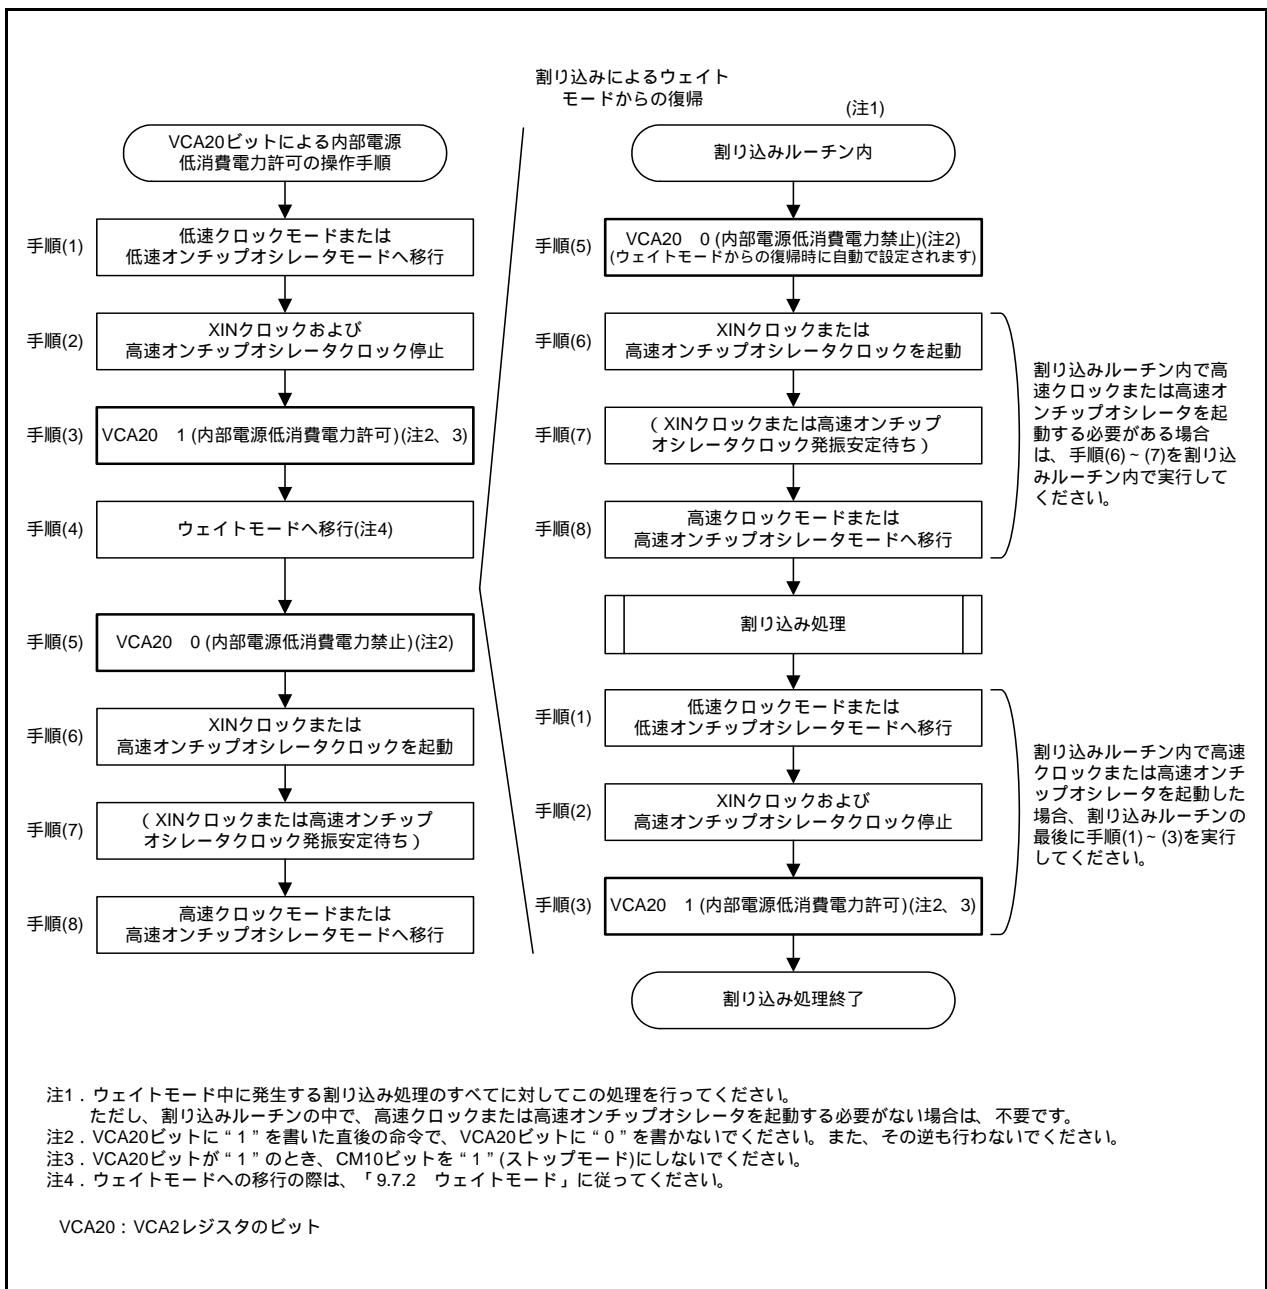 割り込みによるウェイト
モードからの復帰
(注1)
VCA20ビットによる内部電源
低消費電力許可の操作手順
手順(1)
低速クロックモードまたは
低速オンチップオシレータモードへ移行
手順(2)
XINクロックおよび
高速オンチップオシレータクロック停止
手順(3)
VCA20　1 (内部電源低消費電力許可)(注2、3)
手順(4)
ウェイトモードへ移行(注4)
手順(5)
VCA20　0 (内部電源低消費電力禁止)(注2)
手順(6)
XINクロックまたは
高速オンチップオシレータクロックを起動
手順(7)
（ XINクロックまたは高速オンチップ
オシレータクロック発振安定待ち ）
手順(8)
高速クロックモードまたは
高速オンチップオシレータモードへ移行
割り込みルーチン内
手順(5)
VCA20　0 (内部電源低消費電力禁止)(注2)
(ウェイトモードからの復帰時に自動で設定されます)
手順(6)
XINクロックまたは
高速オンチップオシレータクロックを起動
手順(7)
（ XINクロックまたは高速オンチップ
オシレータクロック発振安定待ち ）
手順(8)
高速クロックモードまたは
高速オンチップオシレータモードへ移行
割り込みルーチン内で高
速クロックまたは高速オ
ンチップオシレータを起
動する必要がある場合
は、手順(6) ~ (7)を割り込
みルーチン内で実行して
ください。
割り込み処理
手順(1)
低速クロックモードまたは
低速オンチップオシレータモードへ移行
手順(2)
XINクロックおよび
高速オンチップオシレータクロック停止
手順(3)
VCA20　1 (内部電源低消費電力許可)(注2、3)
割り込みルーチン内で高速
クロックまたは高速オンチ
ップオシレータを起動した
場合、割り込みルーチンの
最後に手順(1) ~ (3)を実行
してください。
割り込み処理終了
注1．ウェイトモード中に発生する割り込み処理のすべてに対してこの処理を行ってください。
ただし、割り込みルーチンの中で、高速クロックまたは高速オンチップオシレータを起動する必要がない場合は、不要です。
注2．VCA20ビットに “ 1 ” を書いた直後の命令で、VCA20ビットに “ 0 ” を書かないでください。また、その逆も行わないでください。
注3．VCA20ビットが “ 1 ” のとき、CM10ビットを “ 1 ” (ストップモード)にしないでください。
注4．ウェイトモードへの移行の際は、「 9.7.2　ウェイトモード」に従ってください。
VCA20：VCA2レジスタのビット